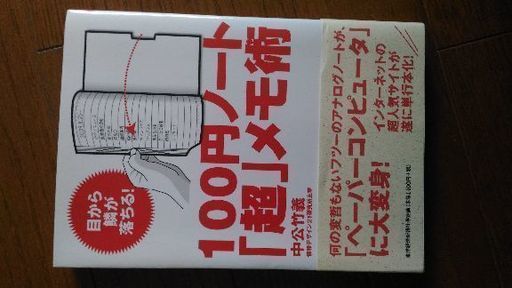 100円ノート
「超」メモ術
中公竹義
目から
鱗が
落ちる!
インターネットの
超人気サイトが
遂に単行本化!
何の変哲もないフツーのアナログノートが、
「ペーパーコンピュータ」
に大変身!